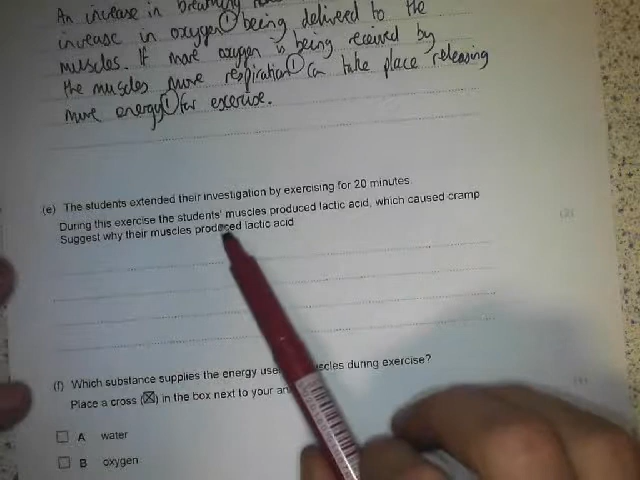 An increase in breathing
increase in oxygen ① being delivered to the
muscles. If more oxygen is being received by
the muscles more respiration ① can take place releasing
more energy ① for excerise.
(e) The students extended their investigation by exercising for 20 minutes.
During this exercise the students' muscles produced lactic acid, which caused cramp
Suggest why their muscles produced lactic acid
(2)
(f) Which substance supplies the energy use muscles during exercise?
Place a cross (☒) in the box next to your an
A water
B oxygen